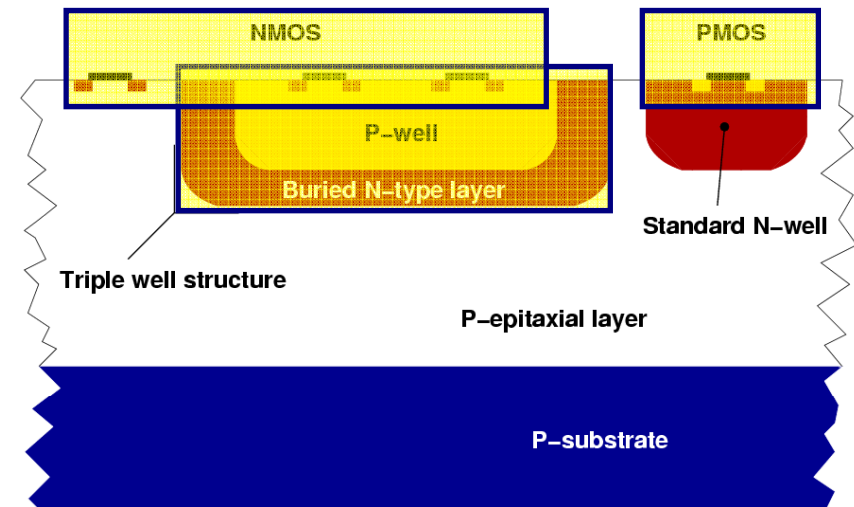 NMOS
PMOS
P-well
Buried N-type layer
Standard N-well
Triple well structure
P-epitaxial layer
P-substrate